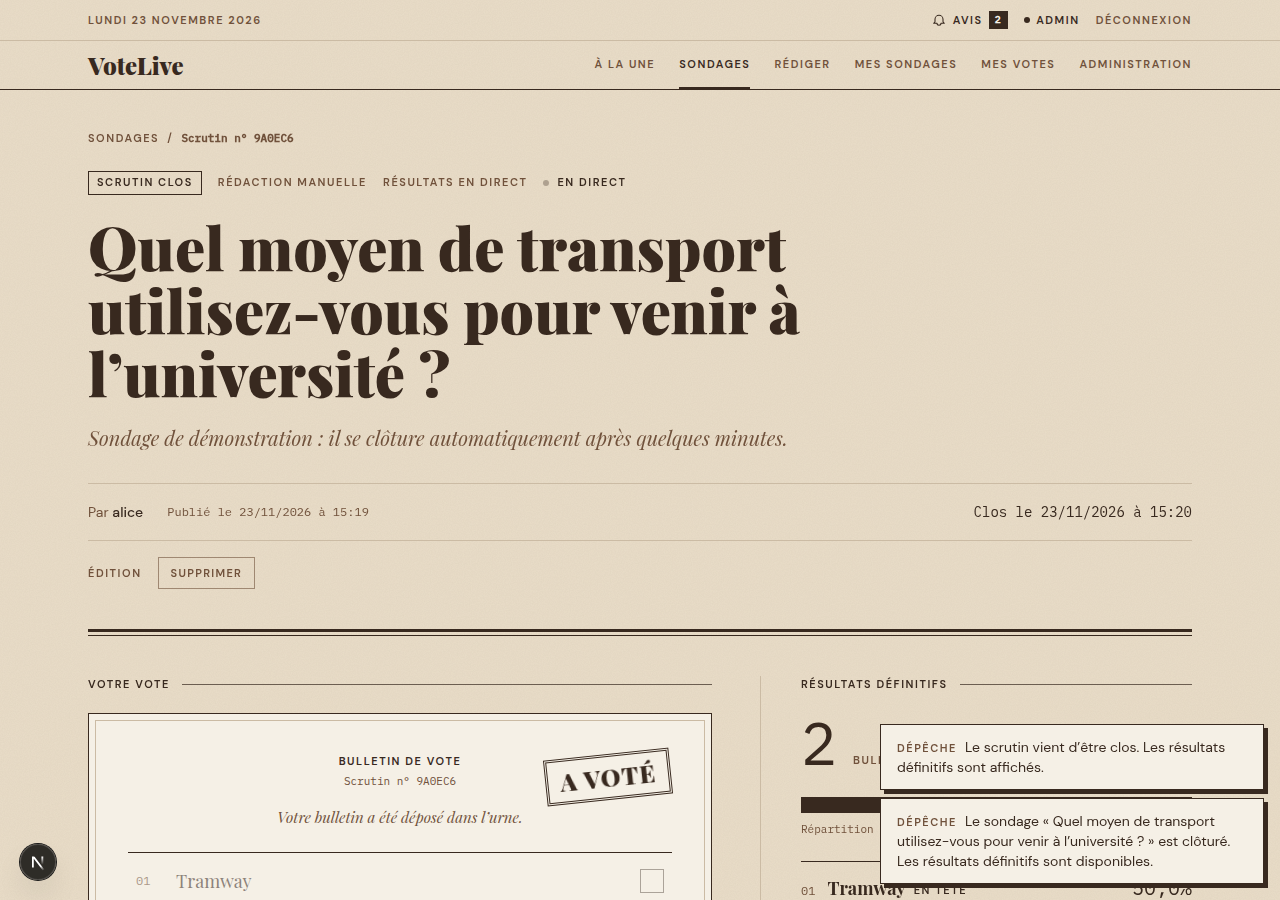 LUNDI 23 NOVEMBRE 2026
AVIS 2 ADMIN DÉCONNEXION
VoteLive
À LA UNE SONDAGES RÉDIGER MES SONDAGES MES VOTES ADMINISTRATION
SONDAGES / Scrutin n° 9A0EC6
SCRUTIN CLOS RÉDACTION MANUELLE RÉSULTATS EN DIRECT EN DIRECT
Quel moyen de transport
utilisez-vous pour venir à
l’université ?
Sondage de démonstration : il se clôture automatiquement après quelques minutes.
Par alice Publié le 23/11/2026 à 15:19
Clos le 23/11/2026 à 15:20
ÉDITION SUPPRIMER
VOTRE VOTE
BULLETIN DE VOTE
Scrutin n° 9A0EC6
A VOTÉ
Votre bulletin a été déposé dans l’urne.
01 Tramway
RÉSULTATS DÉFINITIFS
2
DÉPÊCHE Le scrutin vient d’être clos. Les résultats
définitifs sont affichés.
Répartition
DÉPÊCHE Le sondage « Quel moyen de transport
utilisez-vous pour venir à l’université ? » est clôturé.
Les résultats définitifs sont disponibles.
01 Tramway EN TÊTE 50,0%
N